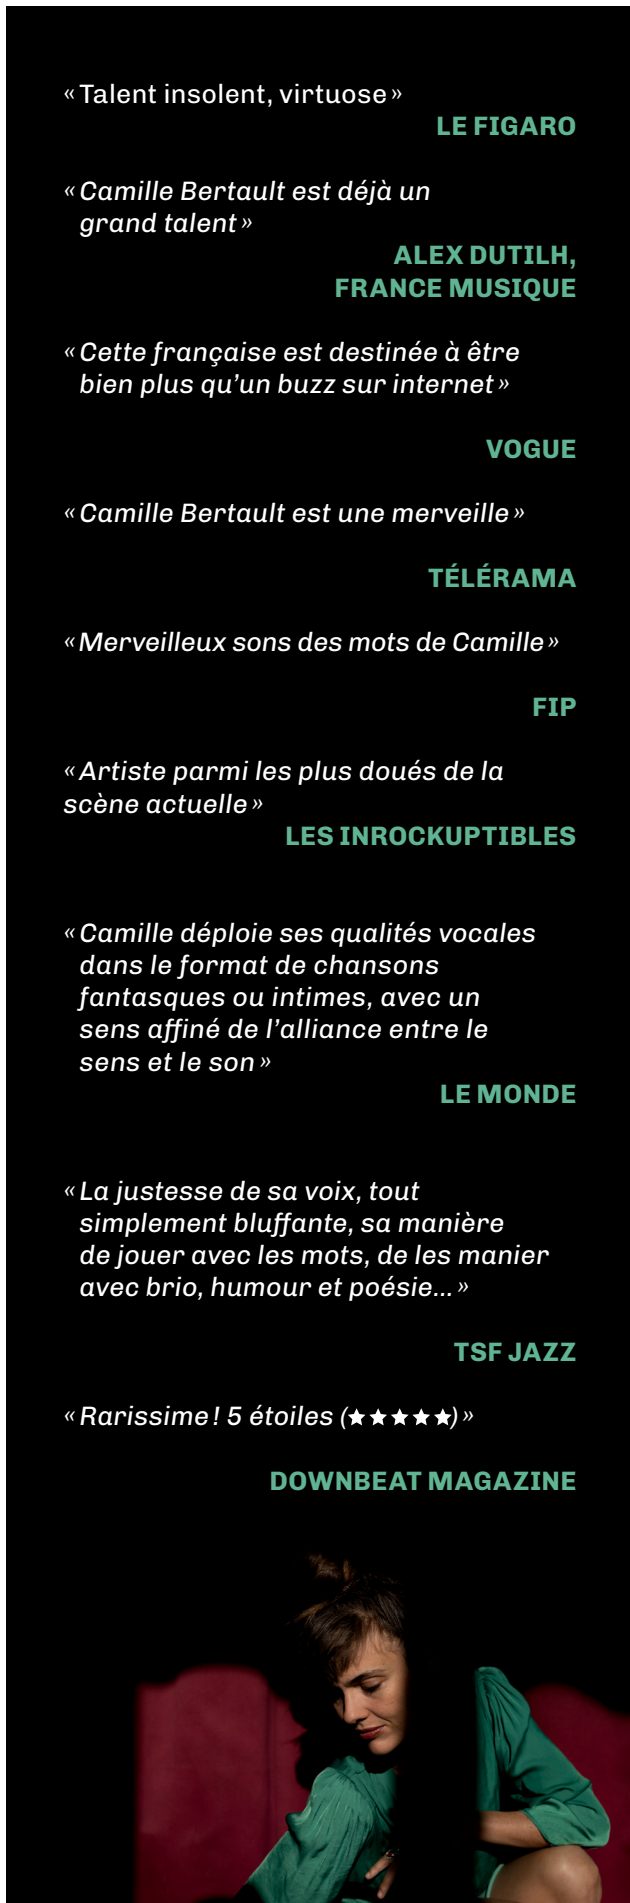 « Talent insolent, virtuose »
LE FIGARO
« Camille Bertault est déjà un
grand talent »
ALEX DUTILH,
FRANCE MUSIQUE
« Cette française est destinée à être
bien plus qu’un buzz sur internet »
VOGUE
« Camille Bertault est une merveille »
TÉLÉRAMA
« Merveilleux sons des mots de Camille »
FIP
« Artiste parmi les plus doués de la
scène actuelle »
LES INROCKUPTIBLES
« Camille déploie ses qualités vocales
dans le format de chansons
fantasques ou intimes, avec un
sens affiné de l’alliance entre le
sens et le son »
LE MONDE
« La justesse de sa voix, tout
simplement bluffante, sa manière
de jouer avec les mots, de les manier
avec brio, humour et poésie... »
TSF JAZZ
« Rarissime ! 5 étoiles (★★★★★) »
DOWNBEAT MAGAZINE